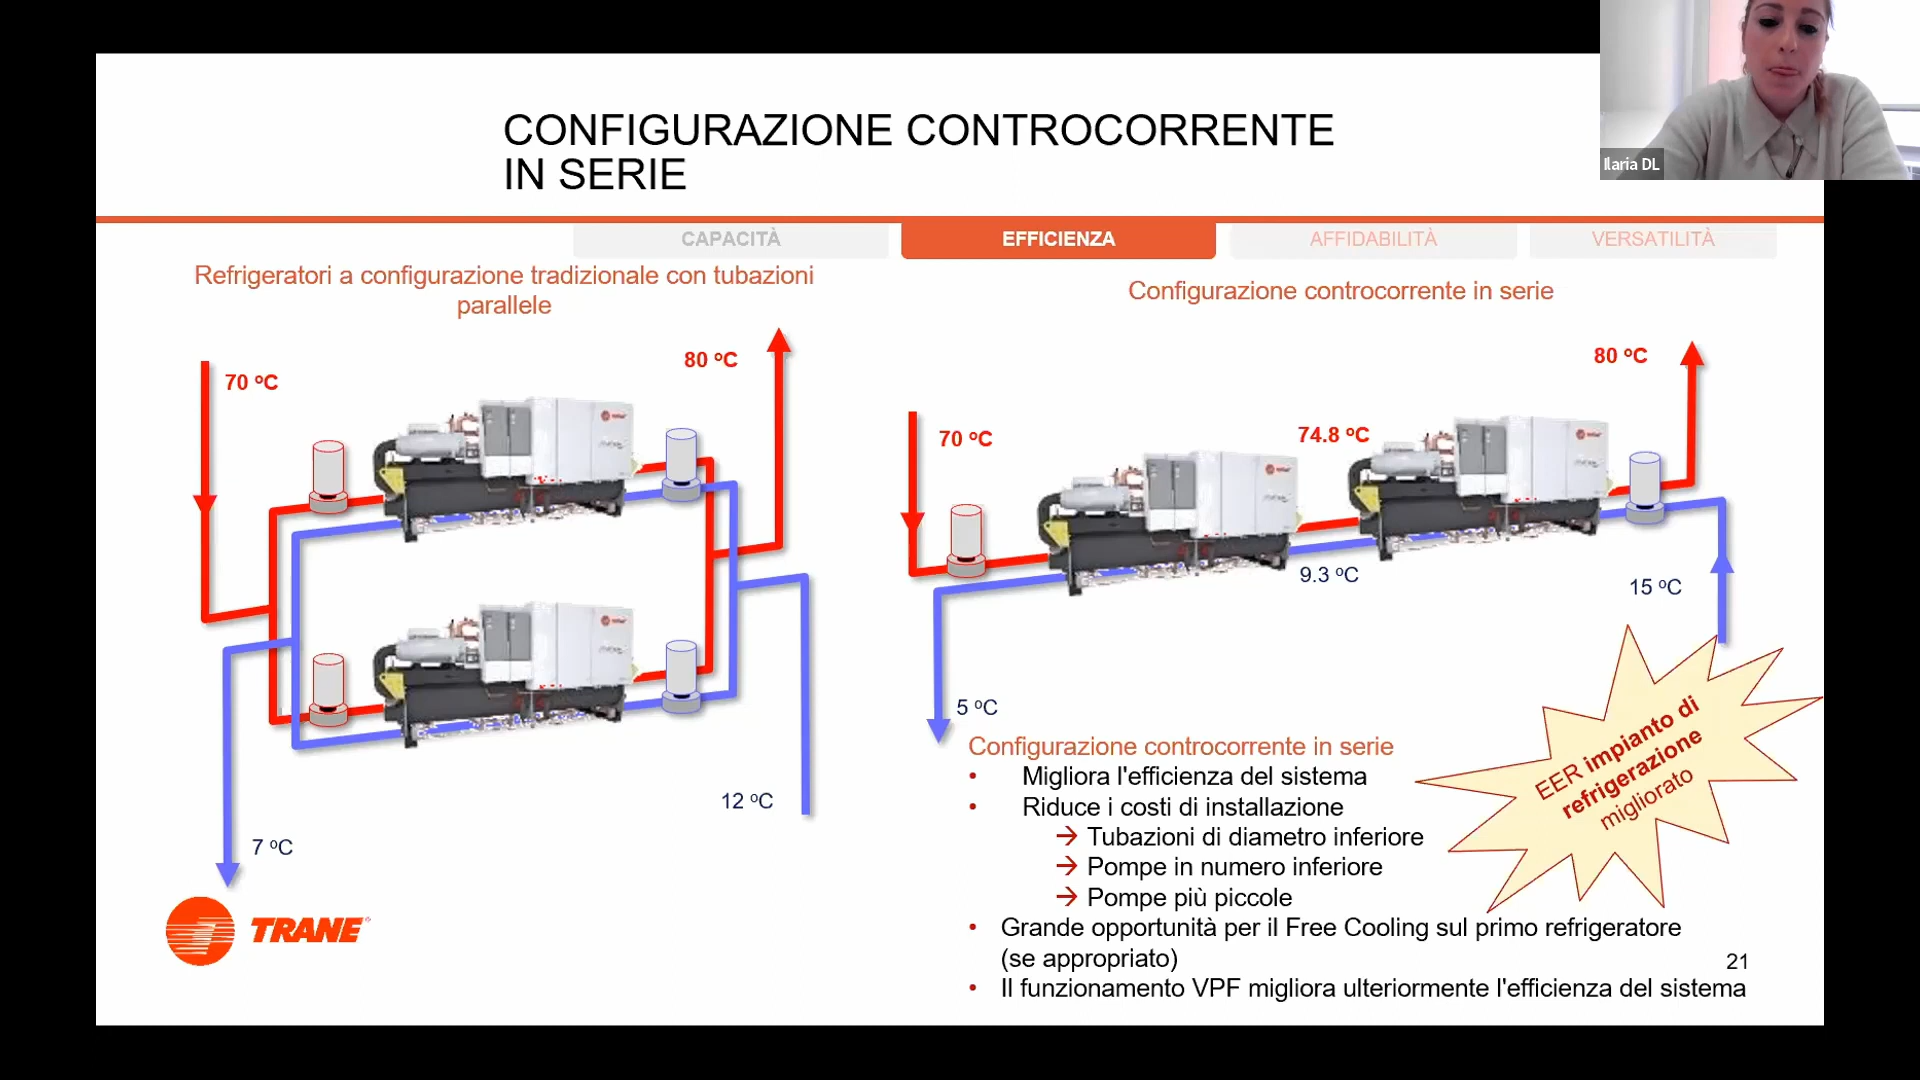 CONFIGURAZIONE CONTROCORRENTE
IN SERIE
Ilaria DL
CAPACITÀ
EFFICIENZA
AFFIDABILITÀ
VERSATILITÀ
Refrigeratori a configurazione tradizionale con tubazioni
parallele
70 ºC
80 ºC
12 ºC
7 ºC
Configurazione controcorrente in serie
70 ºC
74.8 ºC
80 ºC
9.3 ºC
15 ºC
5 ºC
Configurazione controcorrente in serie
• Migliora l'efficienza del sistema
• Riduce i costi di installazione
→ Tubazioni di diametro inferiore
→ Pompe in numero inferiore
→ Pompe più piccole
• Grande opportunità per il Free Cooling sul primo refrigeratore
(se appropriato)
• Il funzionamento VPF migliora ulteriormente l'efficienza del sistema
EER impianto di
refrigerazione
migliorato
TRANE
21